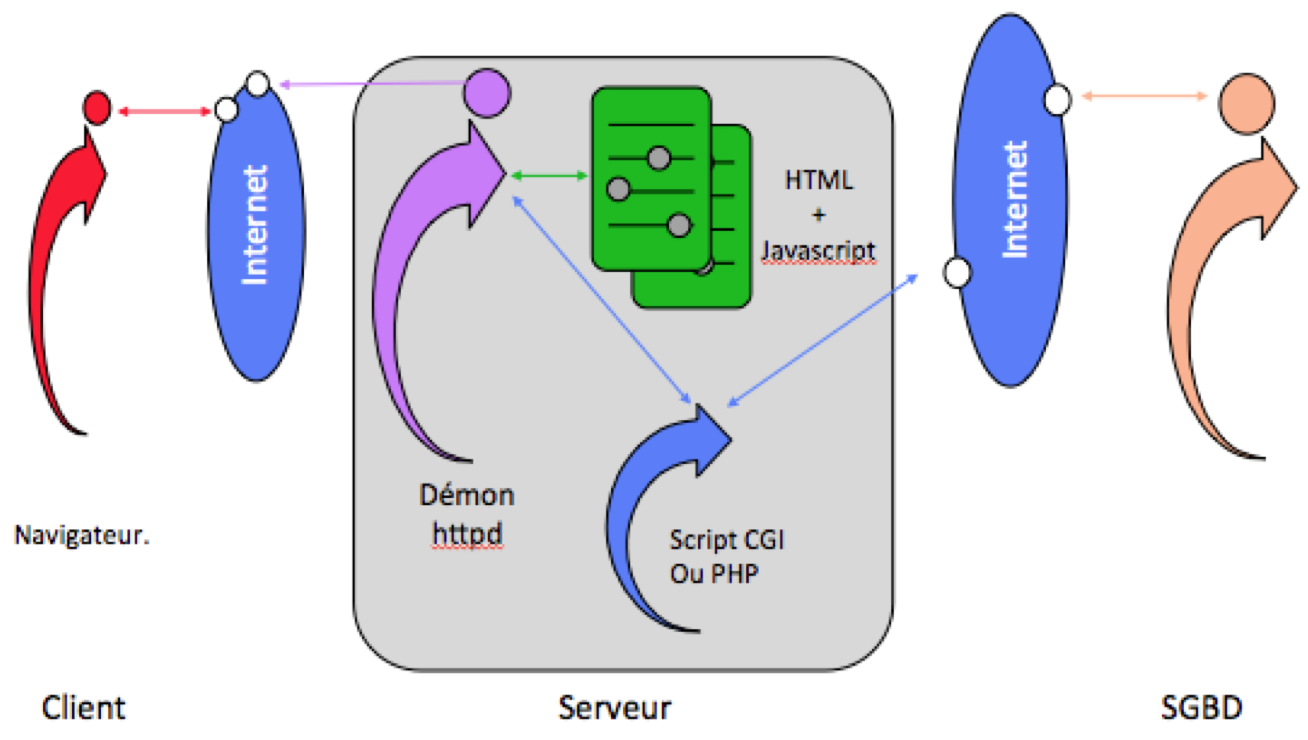 Internet
HTML
+
Javascript
Internet
Démon
httpd
Navigateur.
Script CGI
Ou PHP
Client
Serveur
SGBD